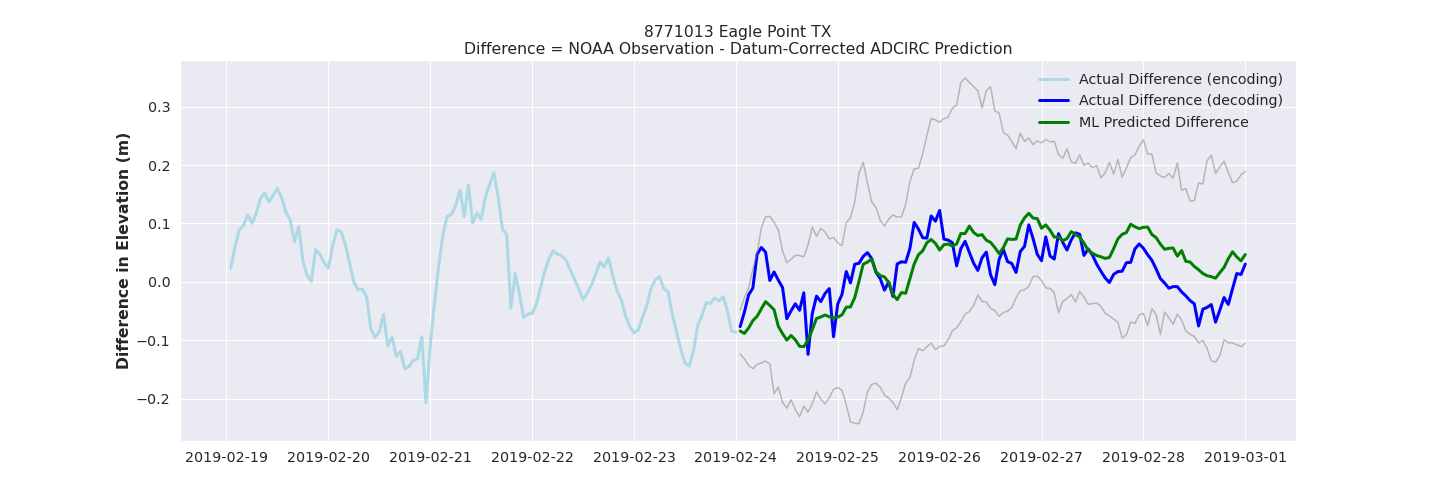 8771013 Eagle Point TX
Difference = NOAA Observation - Datum-Corrected ADCIRC Prediction
Difference in Elevation (m)
0.3
0.2
0.1
0.0
−0.1
−0.2
Actual Difference (encoding)
Actual Difference (decoding)
ML Predicted Difference
2019-02-19 2019-02-20 2019-02-21 2019-02-22 2019-02-23 2019-02-24 2019-02-25 2019-02-26 2019-02-27 2019-02-28 2019-03-01